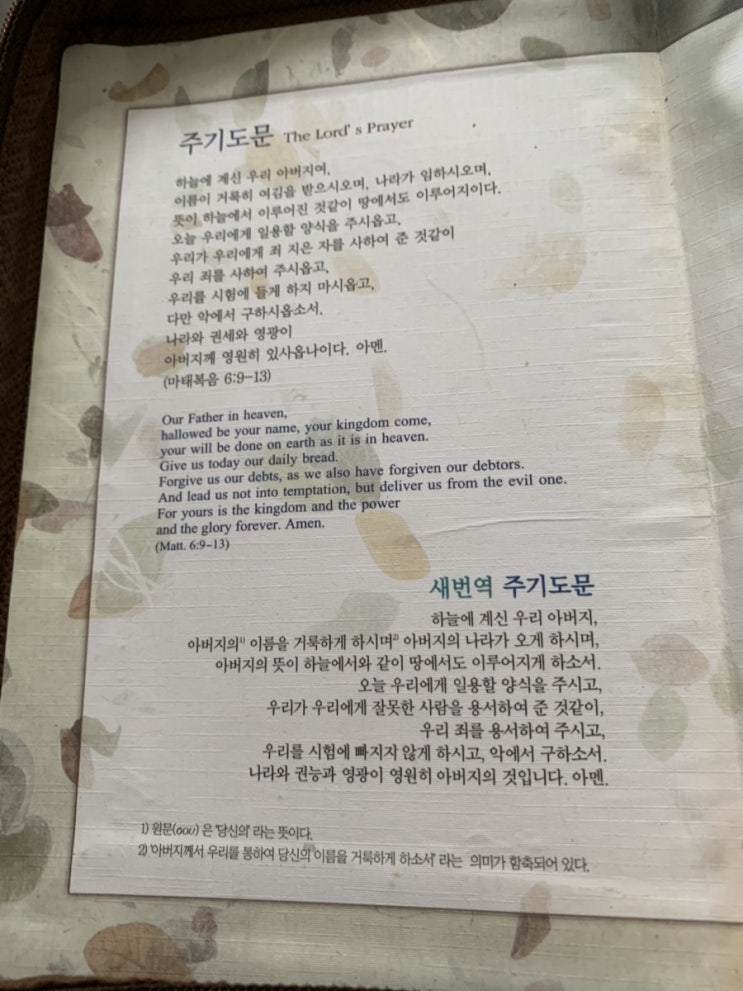 주기도문 The Lord's Prayer
하늘에 계신 우리 아버지여,
이름이 거룩히 여김을 받으시오며, 나라가 임하시오며,
뜻이 하늘에서 이루어진 것같이 땅에서도 이루어지이다.
오늘 우리에게 일용할 양식을 주시옵고,
우리가 우리에게 죄 지은 자를 사하여 준 것같이
우리 죄를 사하여 주시옵고,
우리를 시험에 들게 하지 마시옵고,
다만 악에서 구하시옵소서.
나라와 권세와 영광이
아버지께 영원히 있사옵나이다. 아멘.
(마태복음 6:9-13)
Our Father in heaven,
hallowed be your name, your kingdom come,
your will be done on earth as it is in heaven.
Give us today our daily bread.
Forgive us our debts, as we also have forgiven our debtors.
And lead us not into temptation, but deliver us from the evil one.
For yours is the kingdom and the power
and the glory forever. Amen.
(Matt. 6:9-13)
새번역 주기도문
하늘에 계신 우리 아버지,
아버지의¹⁾ 이름을 거룩하게 하시며²⁾ 아버지의 나라가 오게 하시며,
아버지의 뜻이 하늘에서와 같이 땅에서도 이루어지게 하소서.
오늘 우리에게 일용할 양식을 주시고,
우리가 우리에게 잘못한 사람을 용서하여 준 것같이,
우리 죄를 용서하여 주시고,
우리를 시험에 빠지지 않게 하시고, 악에서 구하소서.
나라와 권능과 영광이 영원히 아버지의 것입니다. 아멘.
1) 원문(σου) 은 '당신의' 라는 뜻이다.
2) '아버지께서 우리를 통하여 당신의 이름을 거룩하게 하소서' 라는 의미가 함축되어 있다.